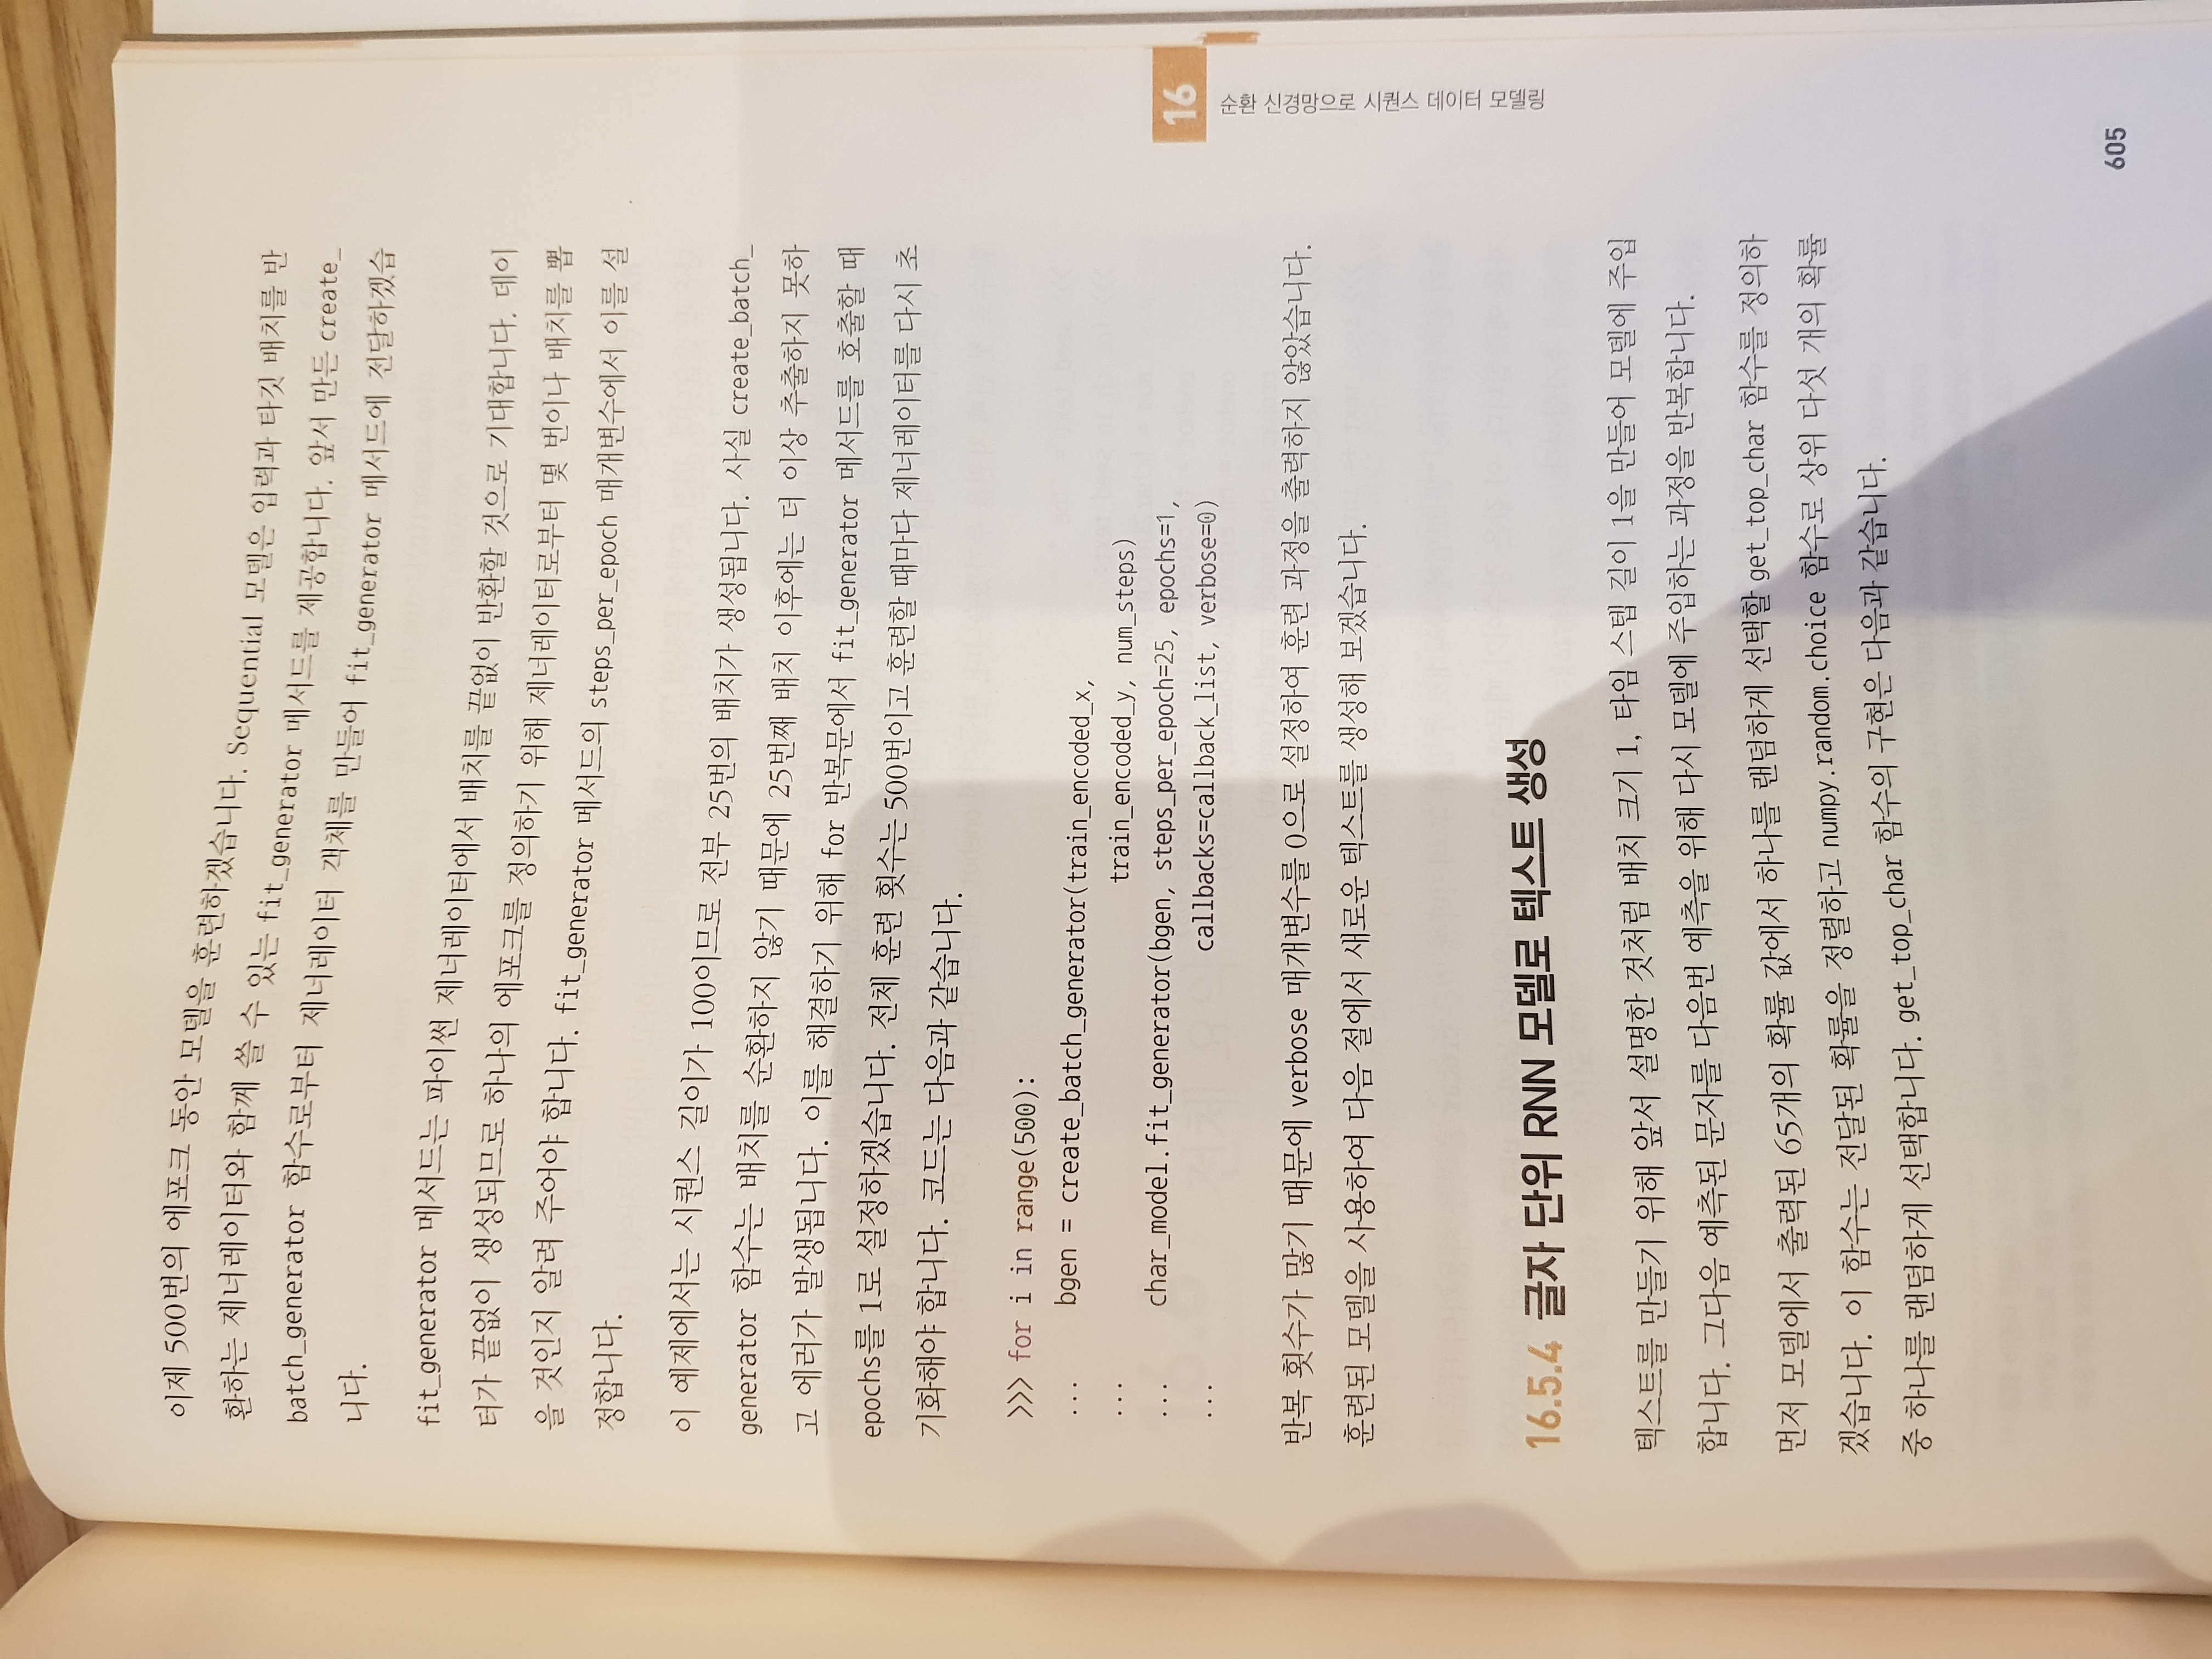 이제 500번의 에포크 동안 모델을 훈련하겠습니다. Sequential 모델은 입력과 타깃 배치를 반
환하는 제너레이터와 함께 쓸 수 있는 fit_generator 메서드를 제공합니다. 앞서 만든 create_
batch_generator 함수로부터 제너레이터 객체를 만들어 fit_generator 메서드에 전달하겠습
니다.
fit_generator 메서드는 파이썬 제너레이터에서 배치를 끝없이 반환할 것으로 기대합니다. 데이
터가 끝없이 생성되므로 하나의 에포크를 정의하기 위해 제너레이터로부터 몇 번이나 배치를 뽑
을 것인지 알려 주어야 합니다. fit_generator 메서드의 steps_per_epoch 매개변수에서 이를 설
정합니다.
이 예제에서는 시퀀스 길이가 100이므로 전부 25번의 배치가 생성됩니다. 사실 create_batch_
generator 함수는 배치를 순환하지 않기 때문에 25번째 배치 이후에는 더 이상 추출하지 못하
고 에러가 발생됩니다. 이를 해결하기 위해 for 반복문에서 fit_generator 메서드를 호출할 때
epochs를 1로 설정하겠습니다. 전체 훈련 횟수는 500번이고 훈련할 때마다 제너레이터를 다시 초
기화해야 합니다. 코드는 다음과 같습니다.
>>> for i in range(500):
...     bgen = create_batch_generator(train_encoded_x,
...                                   train_encoded_y, num_steps)
...     char_model.fit_generator(bgen, steps_per_epoch=25, epochs=1,
...                              callbacks=callback_list, verbose=0)
반복 횟수가 많기 때문에 verbose 매개변수를 0으로 설정하여 훈련 과정을 출력하지 않았습니다.
훈련된 모델을 사용하여 다음 절에서 새로운 텍스트를 생성해 보겠습니다.
16.5.4 글자 단위 RNN 모델로 텍스트 생성
텍스트를 만들기 위해 앞서 설명한 것처럼 배치 크기 1, 타임 스텝 길이 1을 만들어 모델에 주입
합니다. 그다음 예측된 문자를 다음번 예측을 위해 다시 모델에 주입하는 과정을 반복합니다.
먼저 모델에서 출력된 65개의 확률 값에서 하나를 랜덤하게 선택할 get_top_char 함수를 정의하
겠습니다. 이 함수는 전달된 확률을 정렬하고 numpy.random.choice 함수로 상위 다섯 개의 확률
중 하나를 랜덤하게 선택합니다. get_top_char 함수의 구현은 다음과 같습니다.
16
순환 신경망으로 시퀀스 데이터 모델링
605